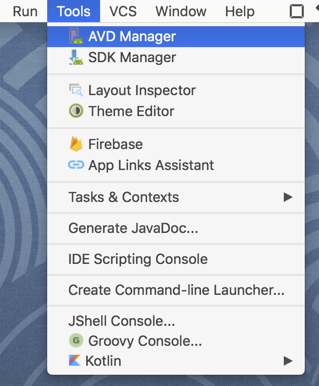 Run Tools VCS Window Help
AVD Manager
SDK Manager
Layout Inspector
Theme Editor
Firebase
App Links Assistant
Tasks & Contexts
Generate JavaDoc...
IDE Scripting Console
Create Command-line Launcher...
JShell Console...
Groovy Console...
Kotlin